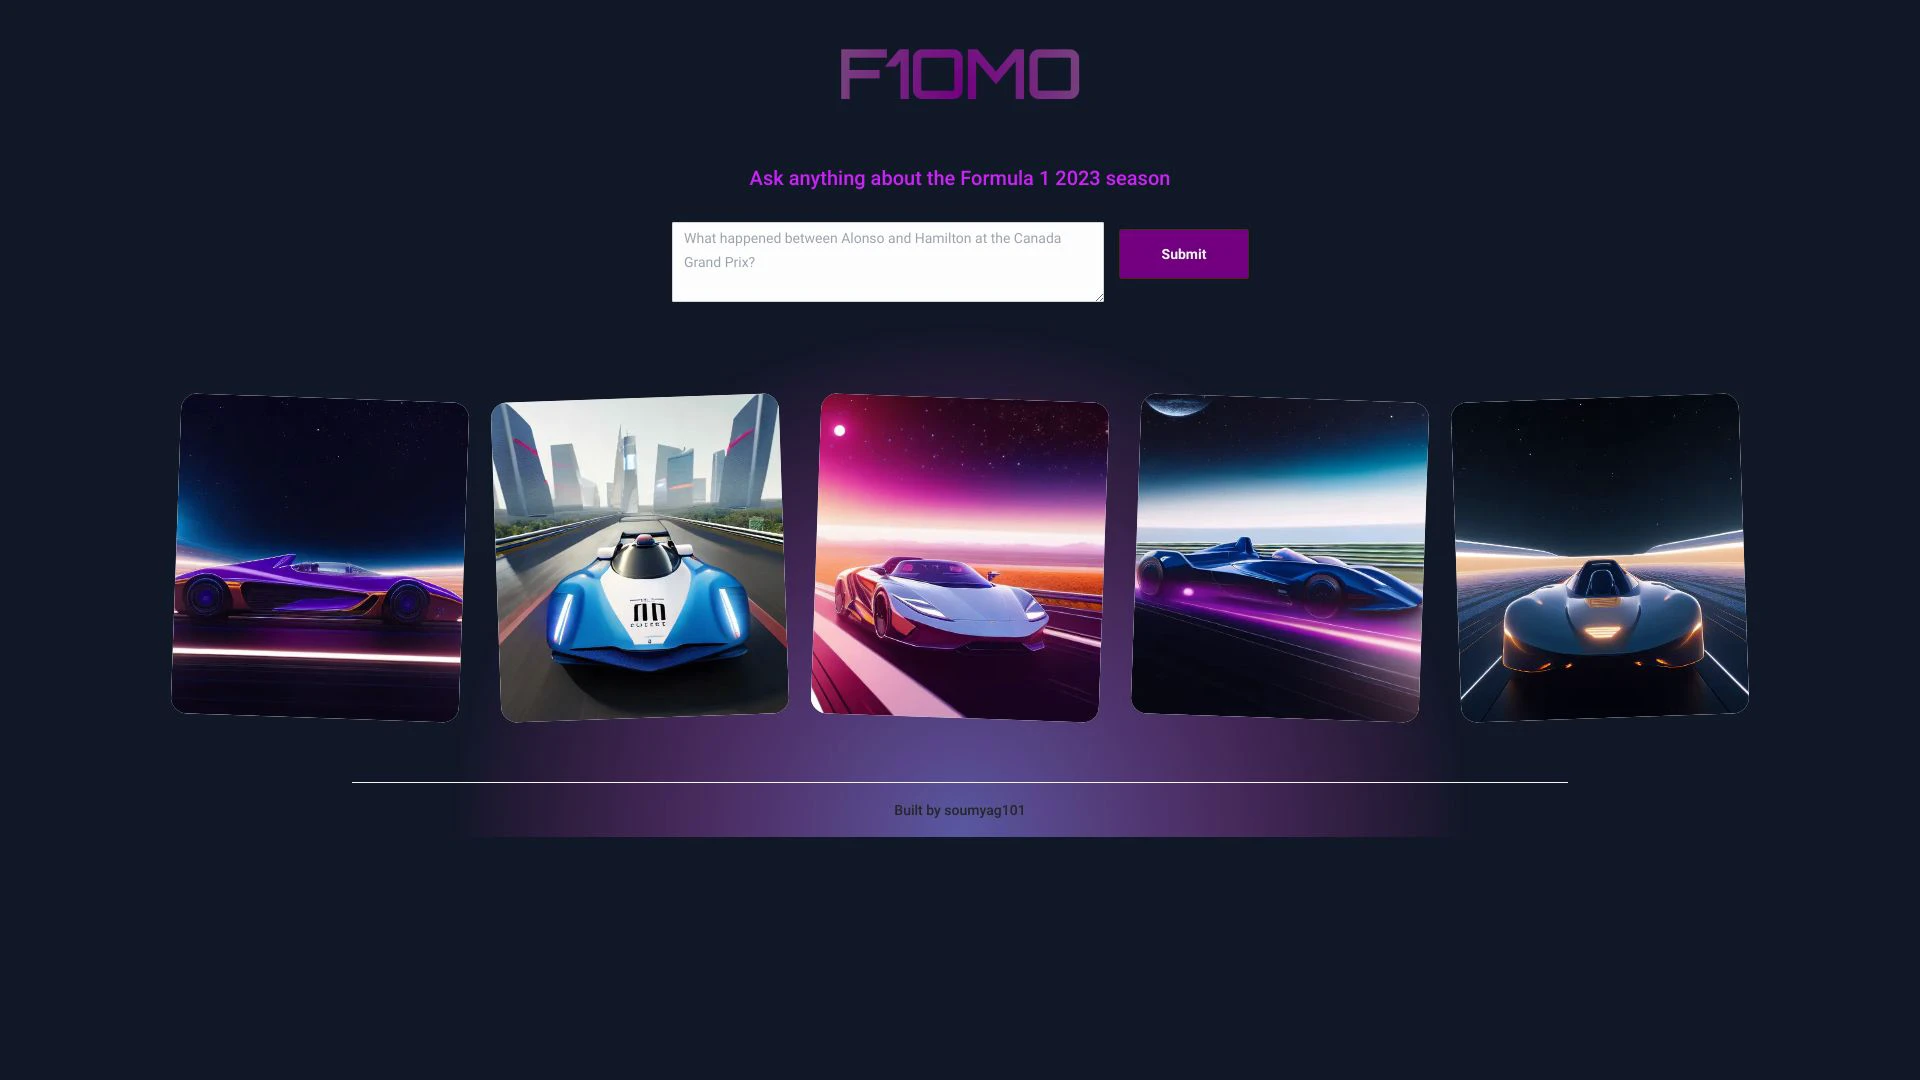 F1OMO
Ask anything about the Formula 1 2023 season
What happened between Alonso and Hamilton at the Canada
Grand Prix?
Submit
Built by soumyag101